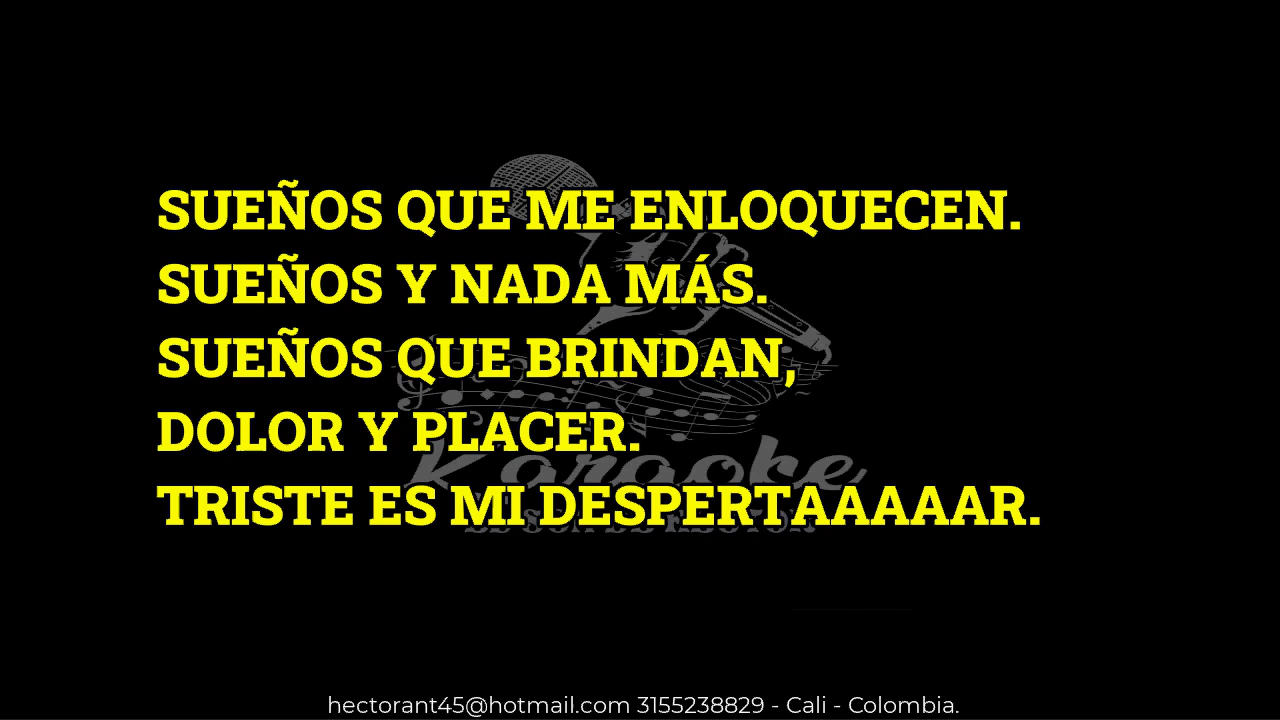 SUEÑOS QUE ME ENLOQUECEN.
SUEÑOS Y NADA MÁS.
SUEÑOS QUE BRINDAN,
DOLOR Y PLACER.
Karaoke
TRISTE ES MI DESPERTAAAAAR.
hectorant45@hotmail.com 3155238829 - Cali - Colombia.